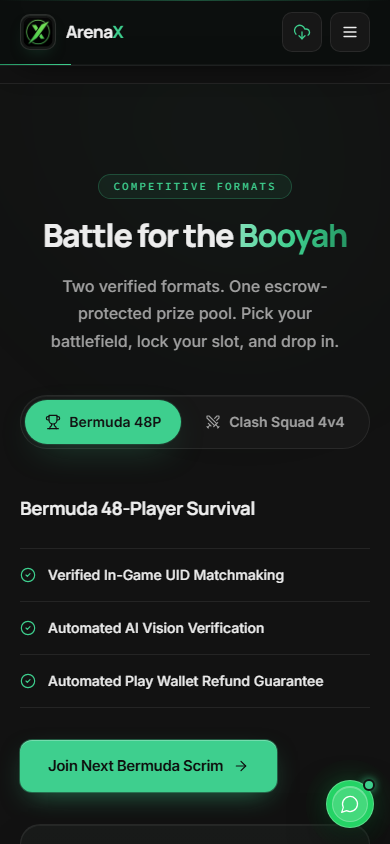 ArenaX
COMPETITIVE FORMATS
Battle for the Booyah
Two verified formats. One escrow-
protected prize pool. Pick your
battlefield, lock your slot, and drop in.
Bermuda 48P
Clash Squad 4v4
Bermuda 48-Player Survival
Verified In-Game UID Matchmaking
Automated AI Vision Verification
Automated Play Wallet Refund Guarantee
Join Next Bermuda Scrim